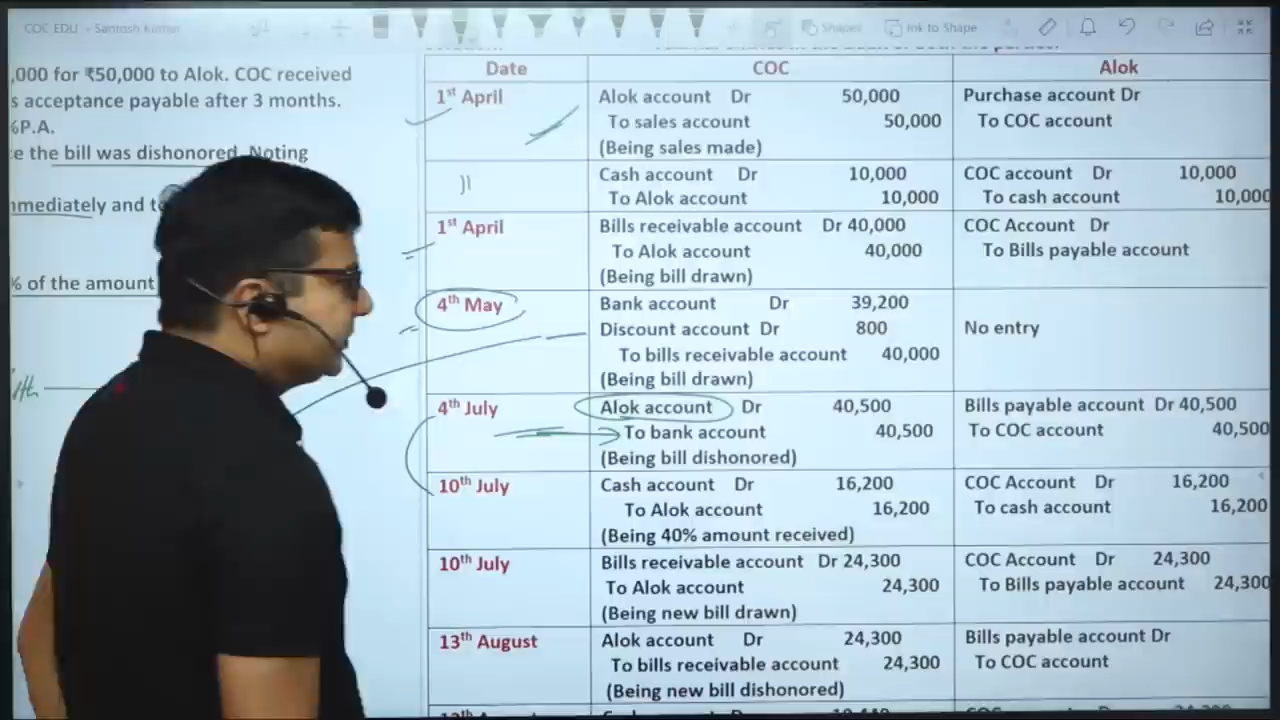 COC EDU - Santosh Kumar
Shapes
Ink to Shape
,000 for ₹50,000 to Alok. COC received
s acceptance payable after 3 months.
%P.A.
e the bill was dishonored. Noting
mmediately and to
% of the amount
Date COC Alok
1st April Alok account Dr 50,000 Purchase account Dr
To sales account 50,000 To COC account
(Being sales made)
Cash account Dr 10,000 COC account Dr 10,000
To Alok account 10,000 To cash account 10,000
1st April Bills receivable account Dr 40,000 COC Account Dr
To Alok account 40,000 To Bills payable account
(Being bill drawn)
4th May Bank account Dr 39,200
Discount account Dr 800 No entry
To bills receivable account 40,000
(Being bill drawn)
4th July Alok account Dr 40,500 Bills payable account Dr 40,500
To bank account 40,500 To COC account 40,500
(Being bill dishonored)
10th July Cash account Dr 16,200 COC Account Dr 16,200
To Alok account 16,200 To cash account 16,200
(Being 40% amount received)
10th July Bills receivable account Dr 24,300 COC Account Dr 24,300
To Alok account 24,300 To Bills payable account 24,300
(Being new bill drawn)
13th August Alok account Dr 24,300 Bills payable account Dr
To bills receivable account 24,300 To COC account
(Being new bill dishonored)